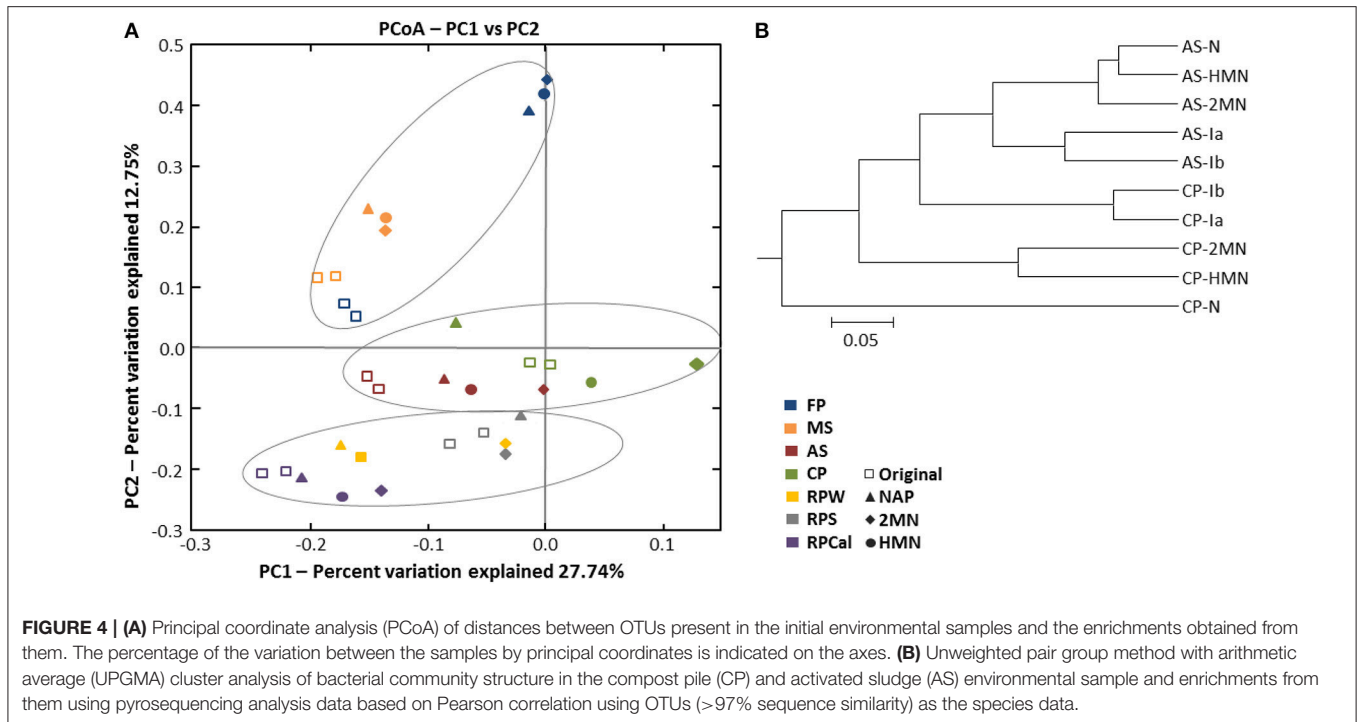 A
PCoA – PC1 vs PC2
PC2 – Percent variation explained 12.75%
0.5
0.4
0.3
0.2
0.1
0.0
-0.1
-0.2
-0.3
-0.3 -0.2 -0.1 0.0 0.1
PC1 – Percent variation explained 27.74%
B
AS-N
AS-HMN
AS-2MN
AS-Ia
AS-Ib
CP-Ib
CP-Ia
CP-2MN
CP-HMN
CP-N
0.05
FP
MS
AS
CP
RPW
RPS
RPCal
Original
NAP
2MN
HMN
FIGURE 4 | (A) Principal coordinate analysis (PCoA) of distances between OTUs present in the initial environmental samples and the enrichments obtained from
them. The percentage of the variation between the samples by principal coordinates is indicated on the axes. (B) Unweighted pair group method with arithmetic
average (UPGMA) cluster analysis of bacterial community structure in the compost pile (CP) and activated sludge (AS) environmental sample and enrichments from
them using pyrosequencing analysis data based on Pearson correlation using OTUs (>97% sequence similarity) as the species data.